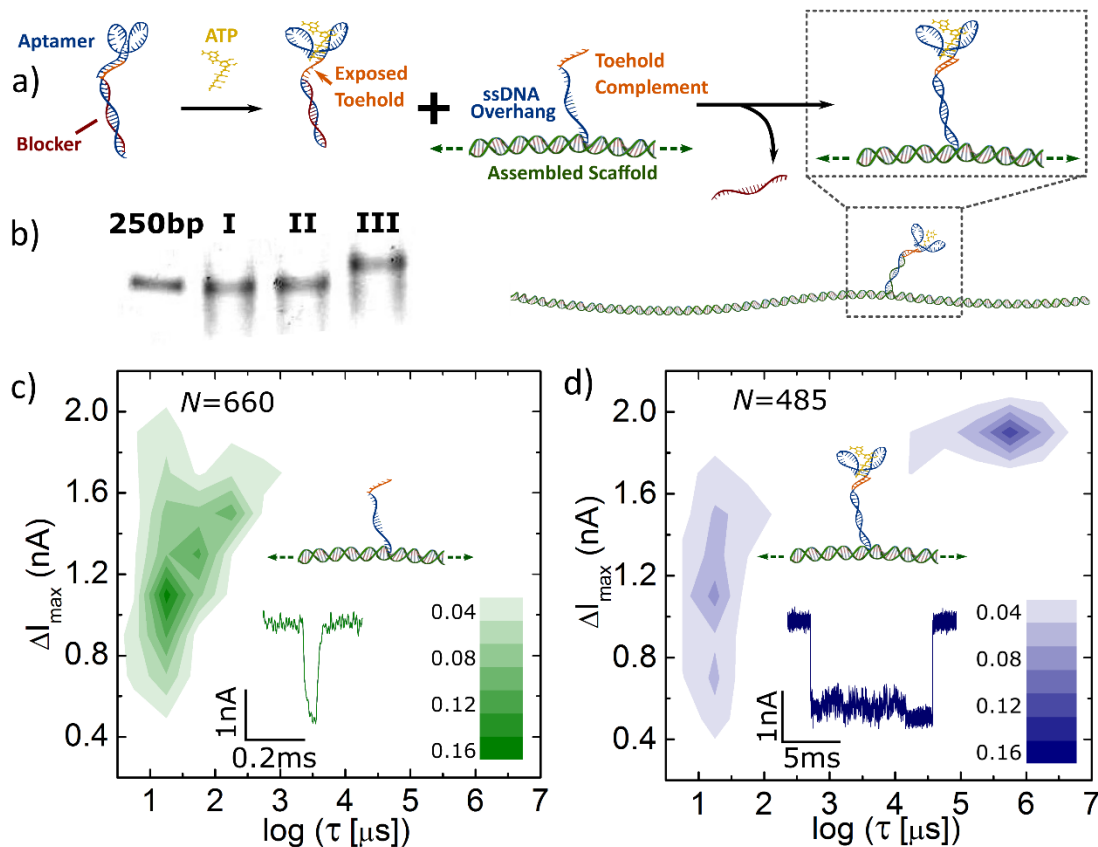 a)
Aptamer
ATP
Blocker
Exposed
Toehold
+
ssDNA
Overhang
Toehold
Complement
Assembled Scaffold
b)
250bp I II III
c)
N=660
ΔImax (nA)
2.0
1.6
1.2
0.8
0.4
1nA
0.2ms
0.04
0.08
0.12
0.16
1 2 3 4 5 6 7
log (τ [μs])
d)
N=485
ΔImax (nA)
2.0
1.6
1.2
0.8
0.4
1nA
5ms
0.04
0.08
0.12
0.16
1 2 3 4 5 6 7
log (τ [μs])